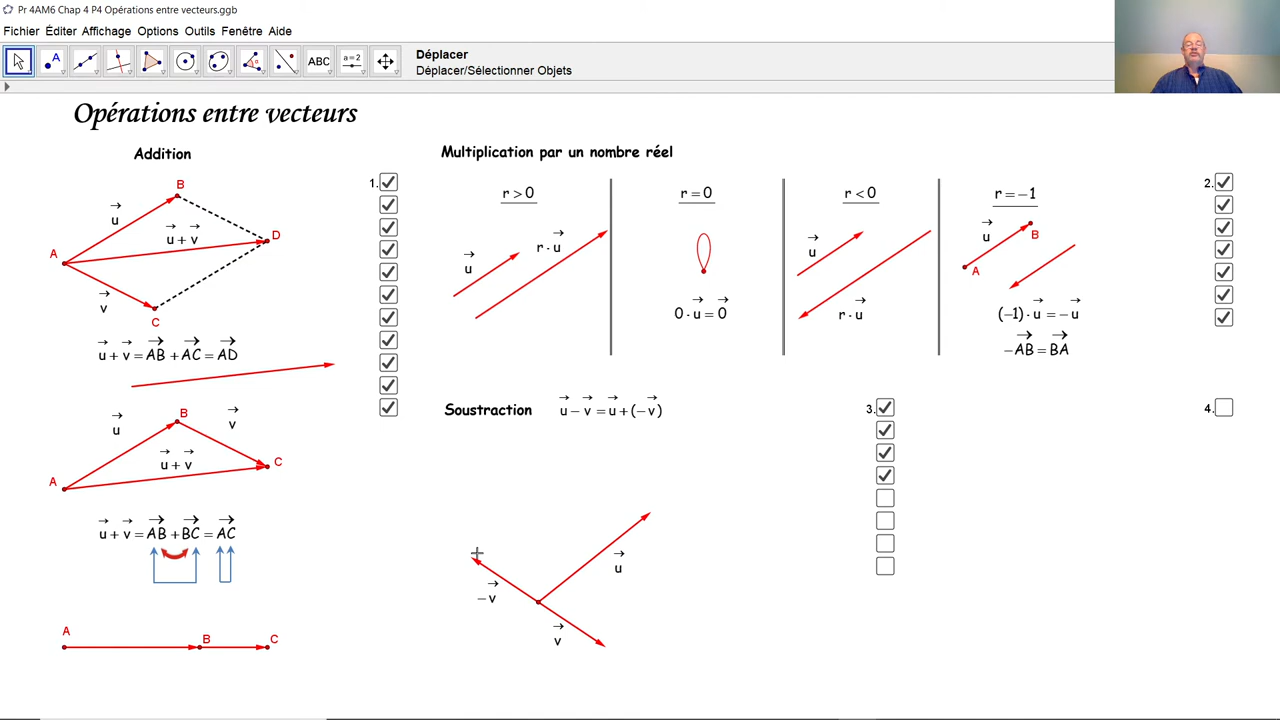 Pr 4AM6 Chap 4 P4 Opérations entre vecteurs.ggb
Fichier Éditer Affichage Options Outils Fenêtre Aide
A
ABC
a=2
Déplacer
Déplacer/Sélectionner Objets
Opérations entre vecteurs
Addition
B
u
u + v
D
A
v
C
u + v = AB + AC = AD
B
u
v
u + v
C
A
u + v = AB + BC = AC
A
B
C
1.
Multiplication par un nombre réel
r > 0
u
r · u
r = 0
0 · u = 0
r < 0
u
r · u
r = −1
u
B
A
(−1) · u = −u
−AB = BA
2.
Soustraction
u − v = u + (−v)
3.
4.
u
−v
v